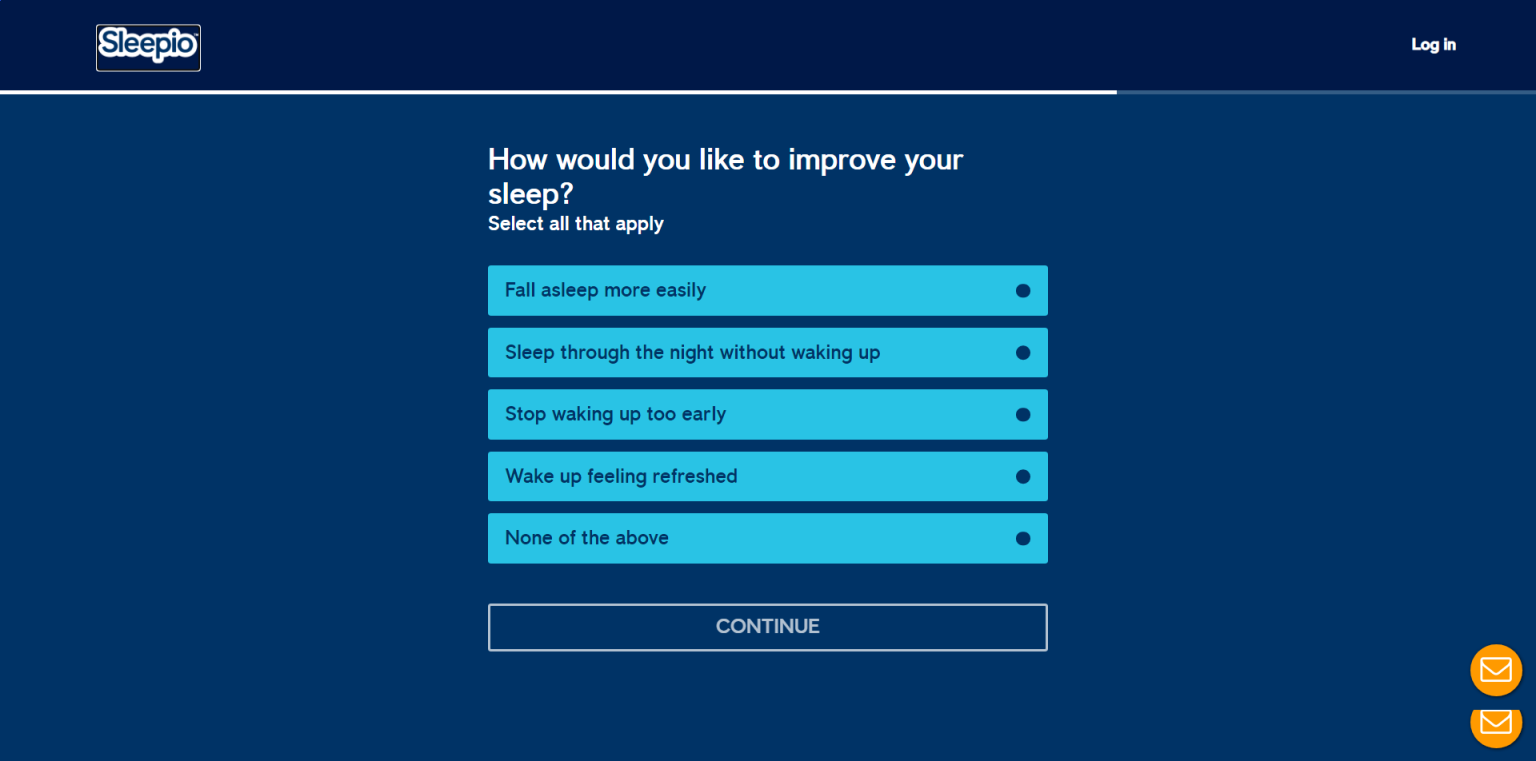 Sleepio™
Log in
How would you like to improve your
sleep?
Select all that apply
Fall asleep more easily
Sleep through the night without waking up
Stop waking up too early
Wake up feeling refreshed
None of the above
CONTINUE